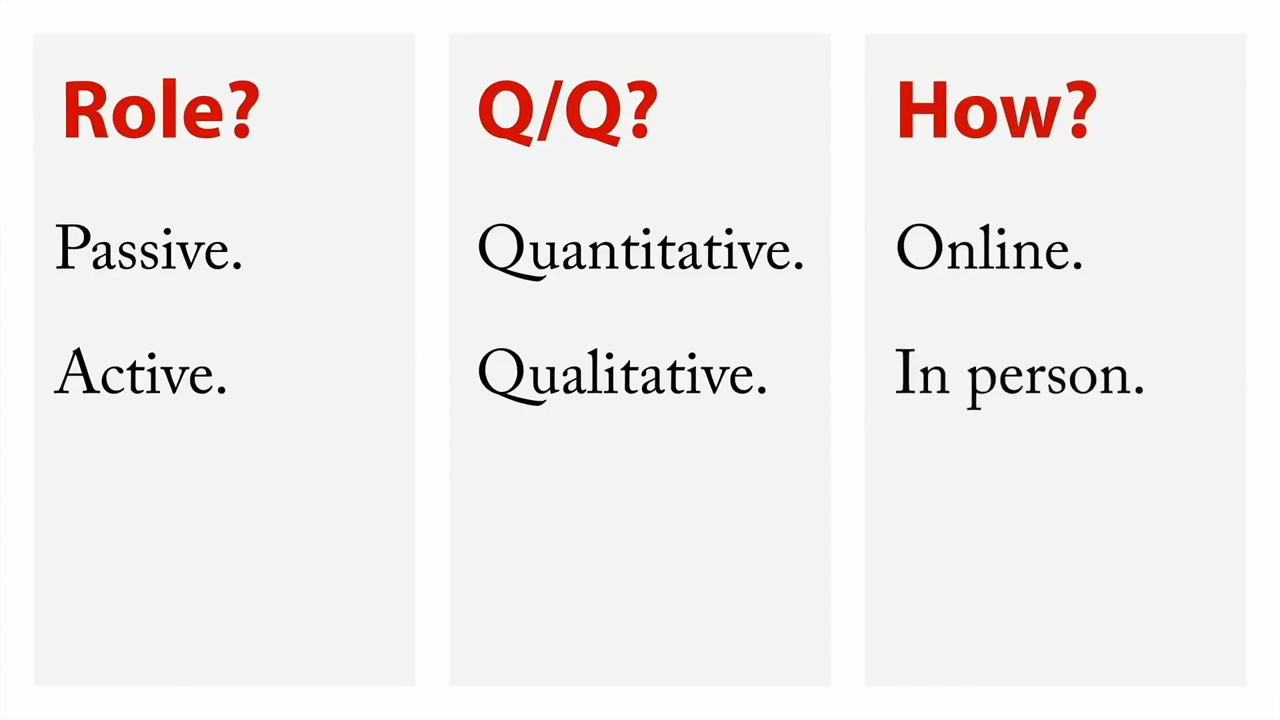 Role?
Passive.
Active.
Q/Q?
Quantitative.
Qualitative.
How?
Online.
In person.